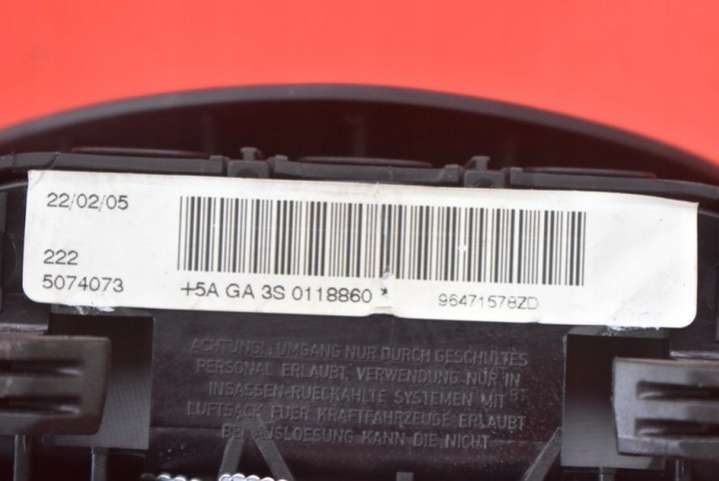 22/02/05
222
5074073
+5A GA 3S 0118860 *
96471578ZD
ACHTUNG! UMGANG NUR DURCH GESCHULTES
PERSONAL ERLAUBT. VERWENDUNG NUR IN
INSASSEN-RUECKHALTE SYSTEMEN MIT
LUFTSACK FUER KRAFTFAHRZEUGE ERLAUBT
BEI AUSLOESUNG KANN DIE NICHT